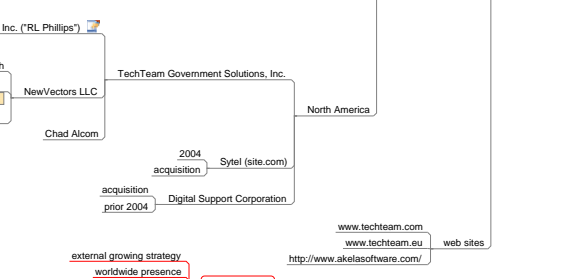 Inc. ("RL Phillips")
h
TechTeam Government Solutions, Inc.
NewVectors LLC
North America
Chad Alcom
2004
Sytel (site.com)
acquisition
acquisition
Digital Support Corporation
prior 2004
www.techteam.com
www.techteam.eu
web sites
http://www.akelasoftware.com/
external growing strategy
worldwide presence